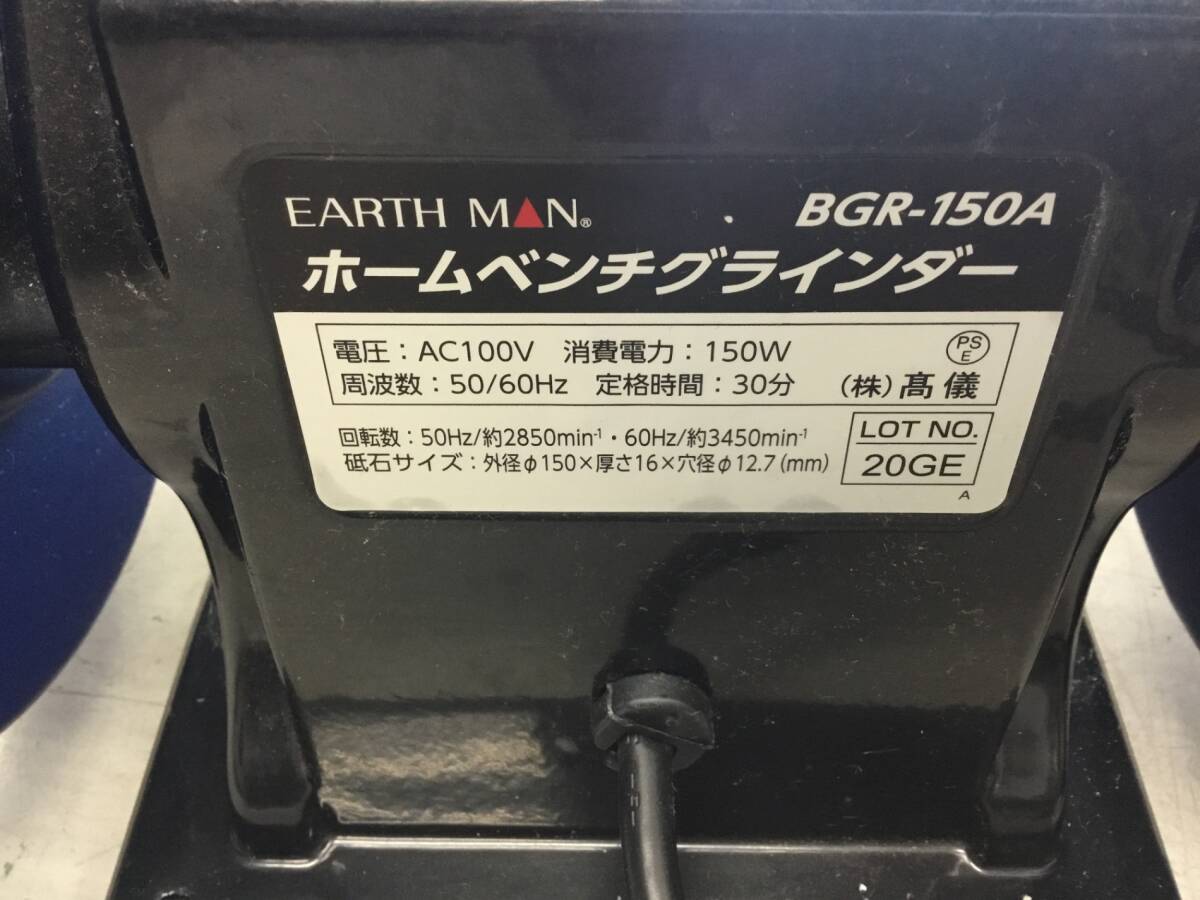 EARTH MAN® BGR-150A
ホームベンチグラインダー
電圧：AC100V 消費電力：150W PS E
周波数：50/60Hz 定格時間：30分 （株）髙儀
回転数：50Hz/約2850min⁻¹・60Hz/約3450min⁻¹ LOT NO.
砥石サイズ：外径φ150×厚さ16×穴径φ12.7（mm） 20GE
A